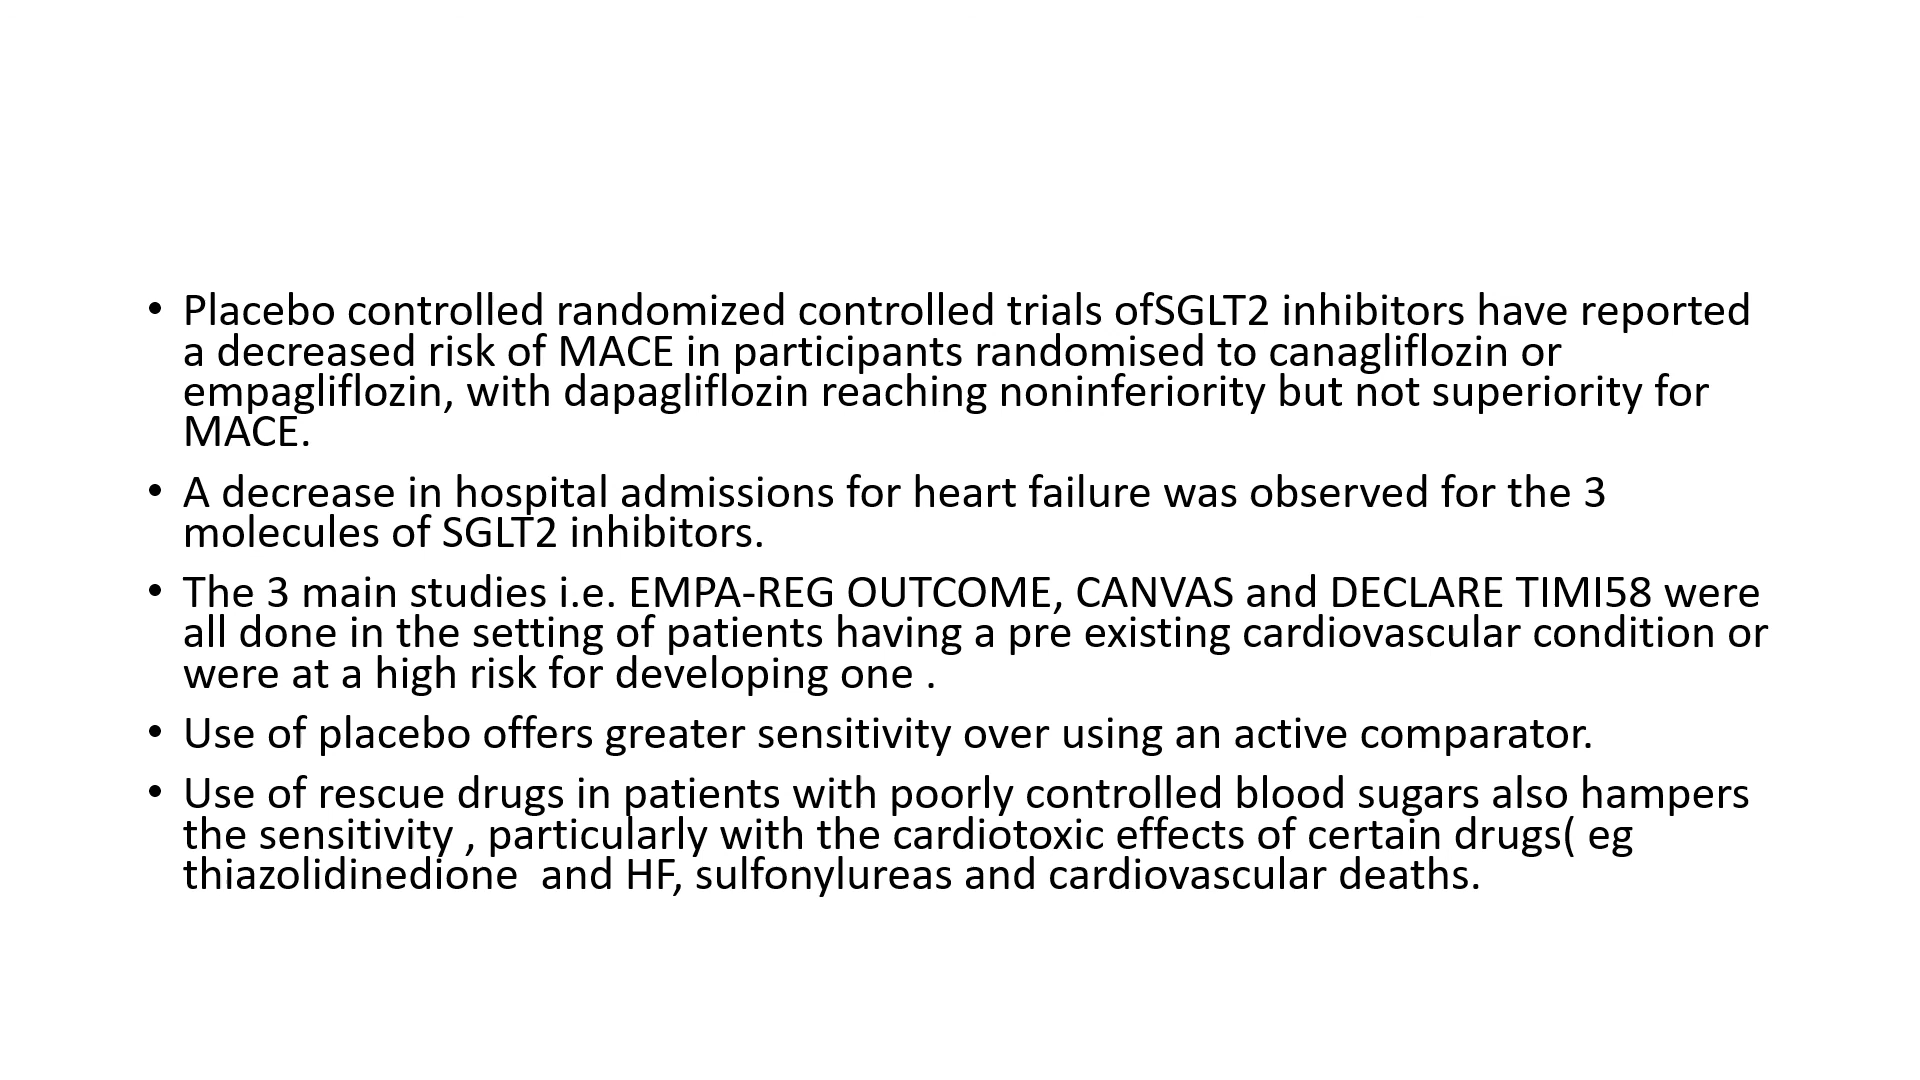 • Placebo controlled randomized controlled trials ofSGLT2 inhibitors have reported
a decreased risk of MACE in participants randomised to canagliflozin or
empagliflozin, with dapagliflozin reaching noninferiority but not superiority for
MACE.
• A decrease in hospital admissions for heart failure was observed for the 3
molecules of SGLT2 inhibitors.
• The 3 main studies i.e. EMPA-REG OUTCOME, CANVAS and DECLARE TIMI58 were
all done in the setting of patients having a pre existing cardiovascular condition or
were at a high risk for developing one .
• Use of placebo offers greater sensitivity over using an active comparator.
• Use of rescue drugs in patients with poorly controlled blood sugars also hampers
the sensitivity , particularly with the cardiotoxic effects of certain drugs( eg
thiazolidinedione  and HF, sulfonylureas and cardiovascular deaths.